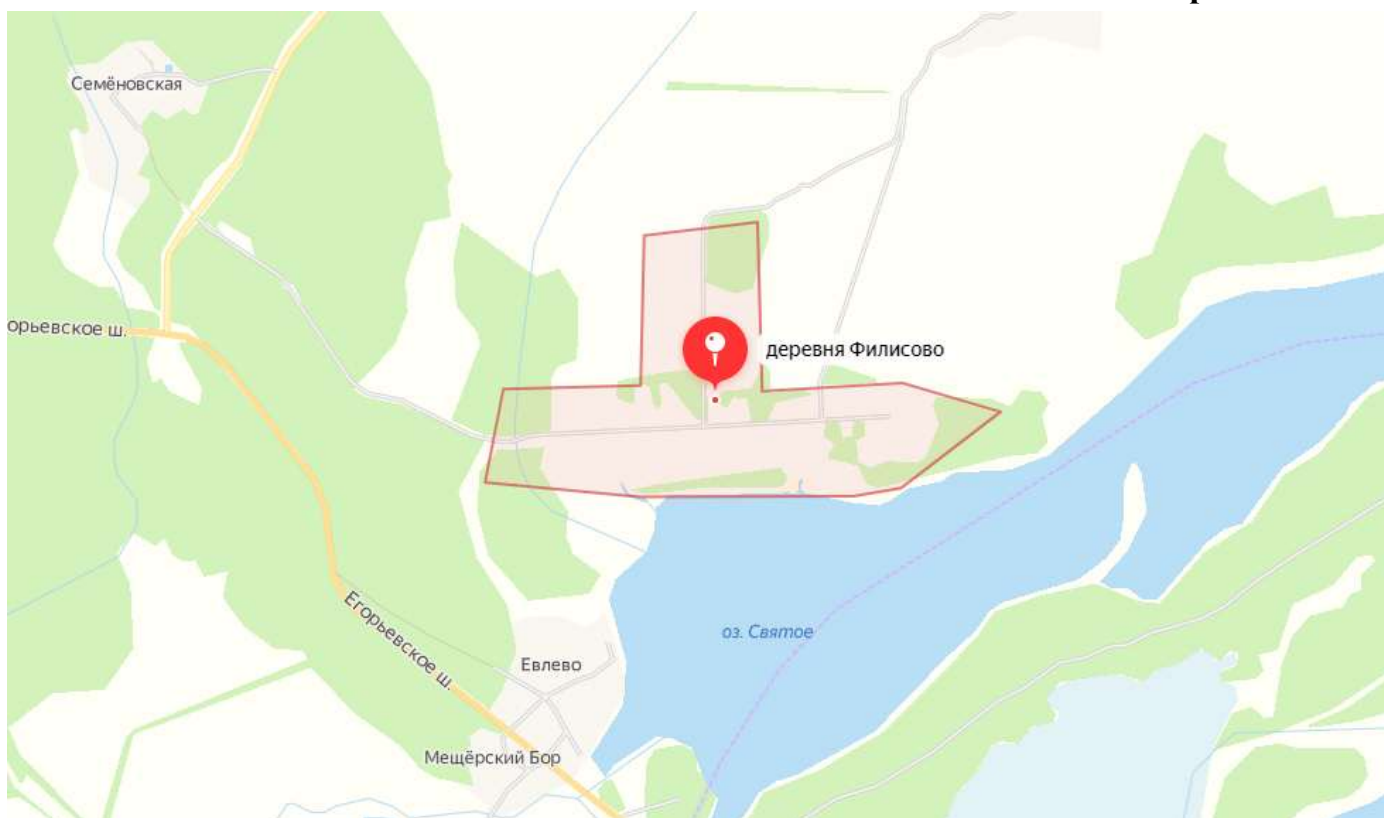 Семёновская
орьевское ш.
деревня Филисово
Егорьевское ш.
оз. Святое
Евлево
Мещёрский Бор